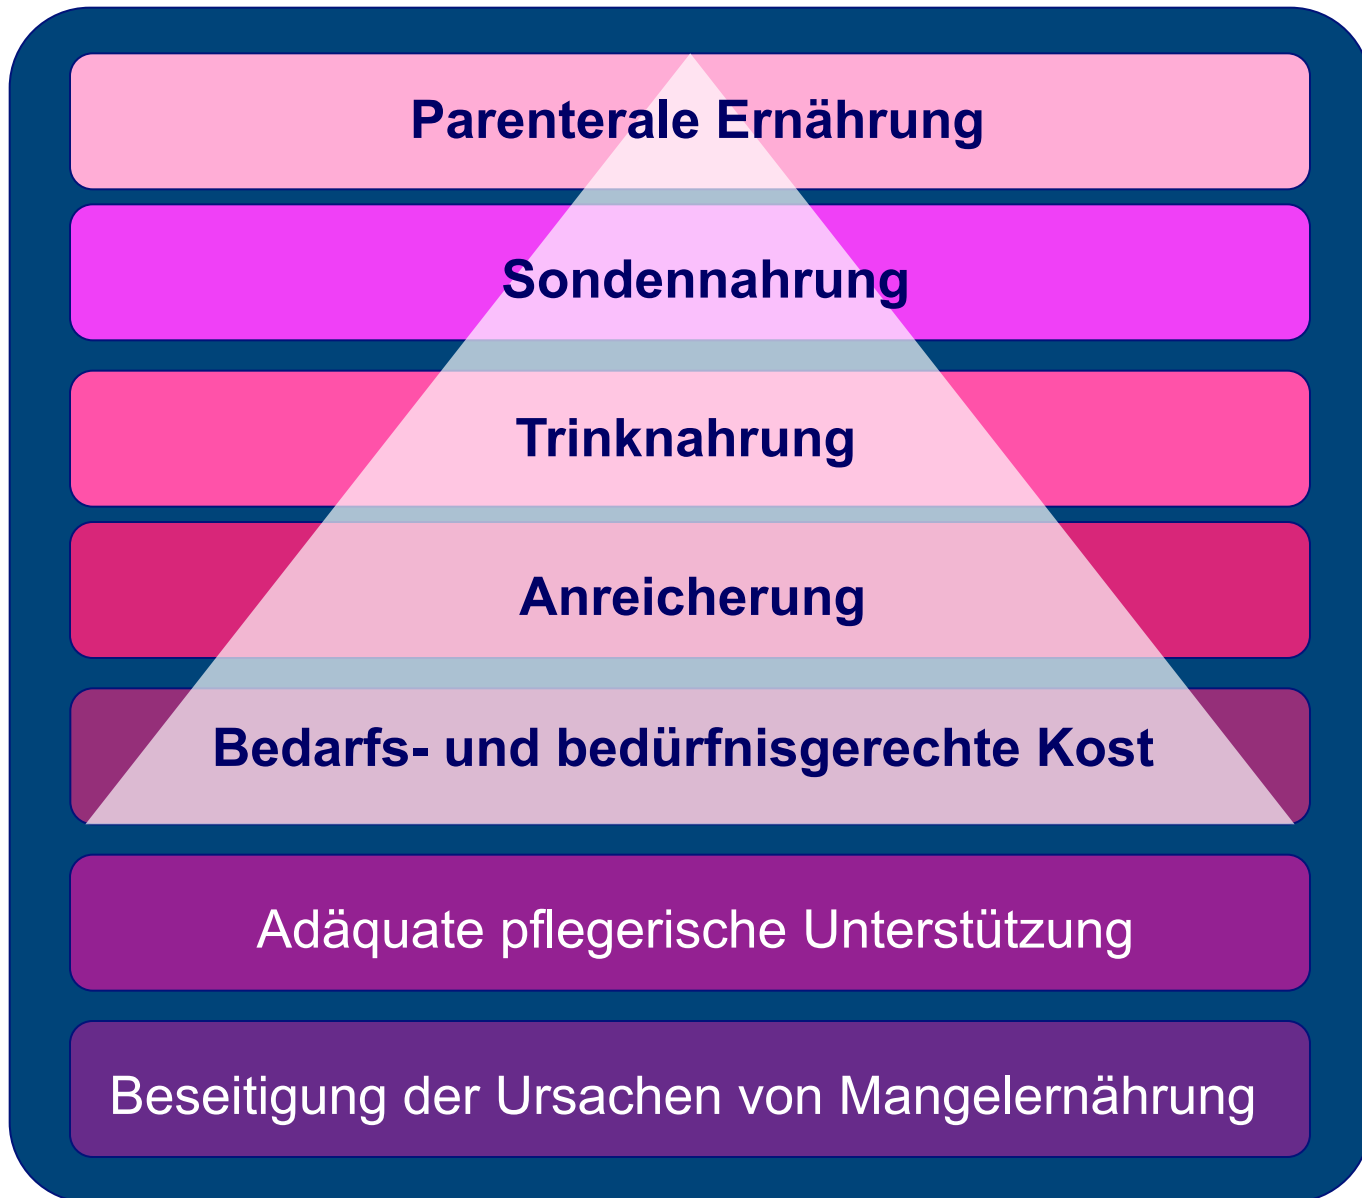 Parenterale Ernährung
Sondennahrung
Trinknahrung
Anreicherung
Bedarfs- und bedürfnisgerechte Kost
Adäquate pflegerische Unterstützung
Beseitigung der Ursachen von Mangelernährung